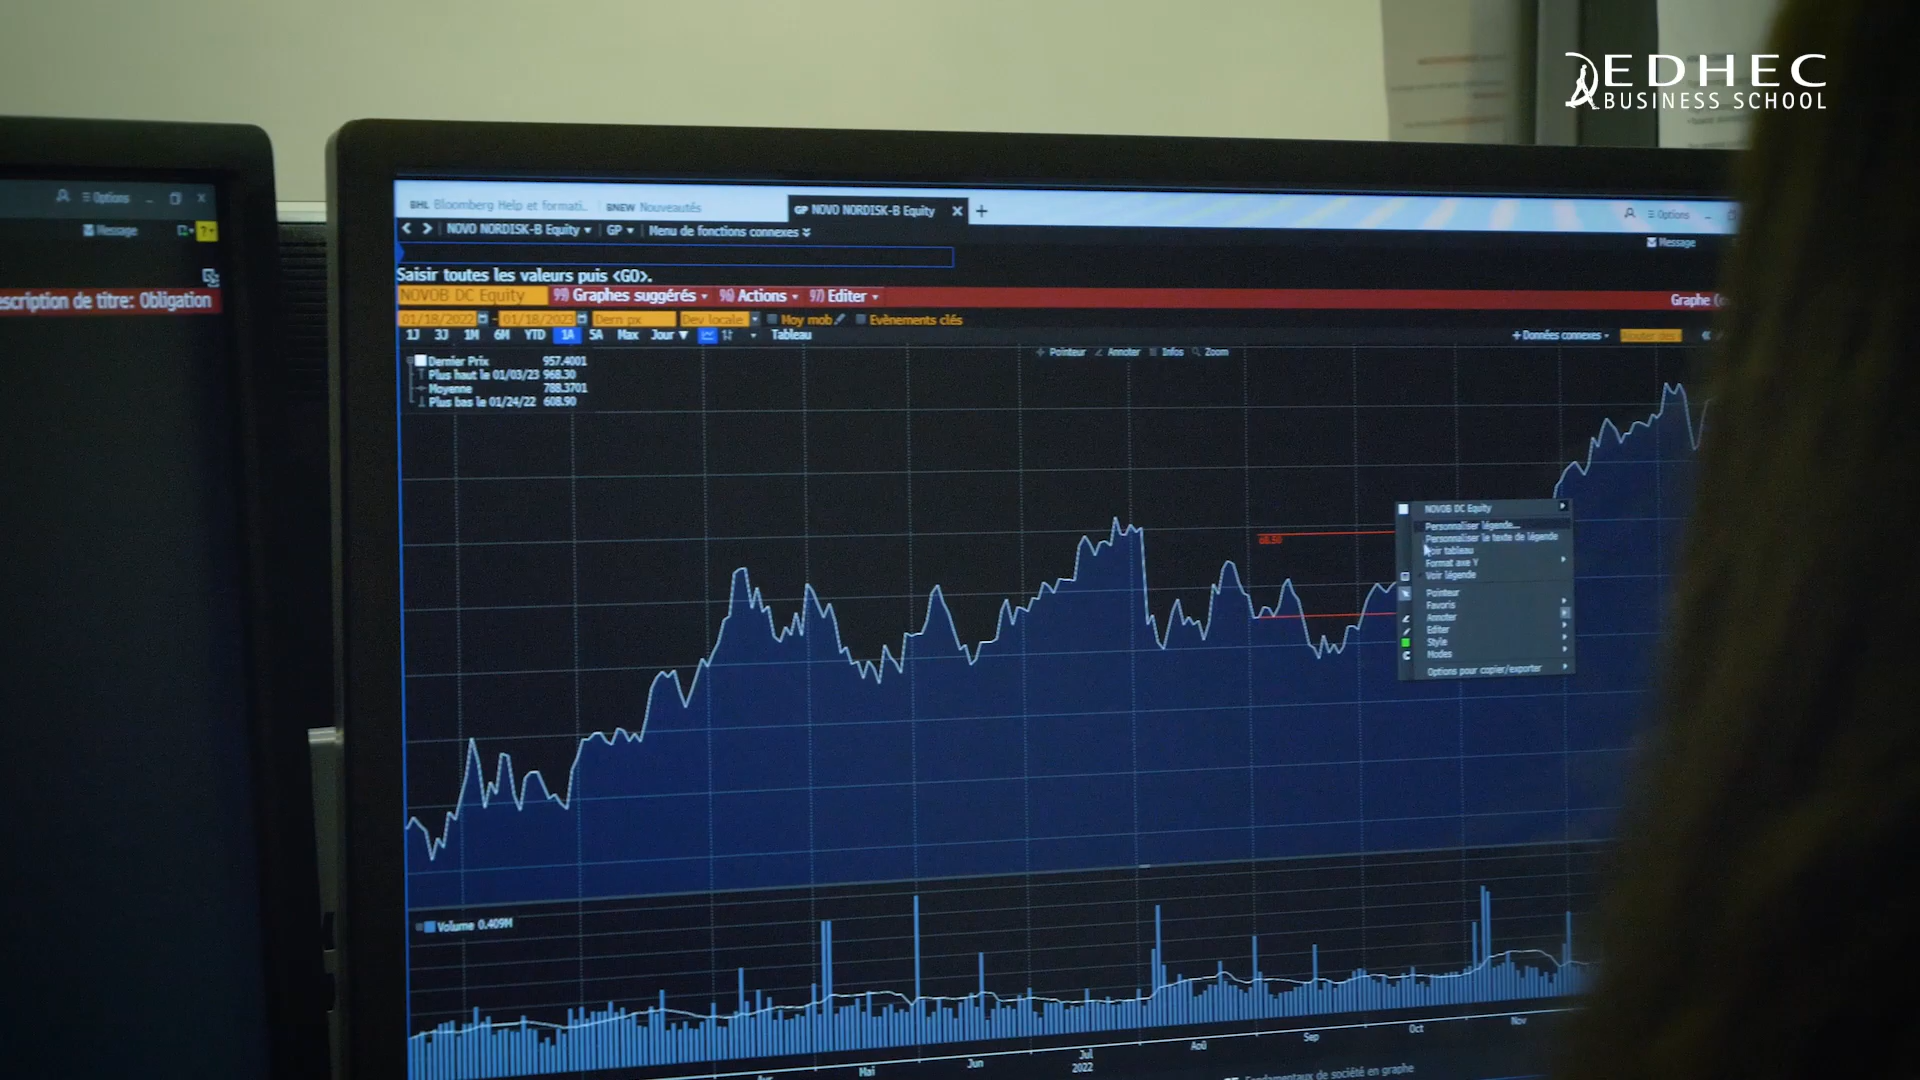 EDHEC
BUSINESS SCHOOL
Options
Message
escription de titre: Obligation
BHL Bloomberg Help et formati.. BNEW Nouveautés GP NOVO NORDISK-B Equity
Options
NOVO NORDISK-B Equity GP Menu de fonctions connexes
Message
Saisir toutes les valeurs puis <GO>.
NOVOB DC Equity 99) Graphes suggérés 96) Actions 97) Editer Graphe (
01/18/2022 - 01/18/2023 Dern px Dev locale Moy mob Evènements clés
1J 3J 1M 6M YTD 1A 5A Max Jour Tableau + Données connexes
Pointeur Annoter Infos Zoom
Dernier Prix 957.4001
Plus haut le 01/03/23 968.30
Moyenne 788.3701
Plus bas le 01/24/22 608.90
NOVOB DC Equity
Personnaliser légende...
Personnaliser le texte de légende
oir tableau
Format axe Y
Voir légende
Pointeur
Favoris
Annoter
Editer
Style
Modes
Options pour copier/exporter
Volume 0.409M
Mai Jun Jul Aoû Sep Oct Nov
2022
Fondamentaux de société en graphe